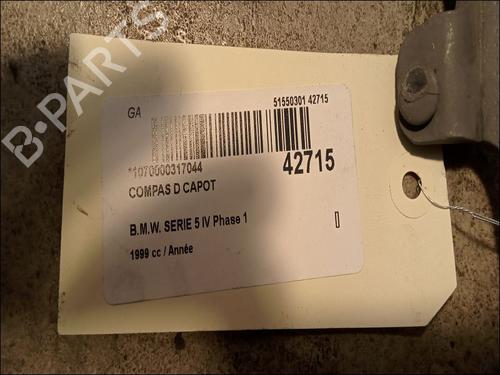 B-PARTS
GA
51550301 42715
*1070000317044
42715
COMPAS D CAPOT
B.M.W. SERIE 5 IV Phase 1
1999 cc / Année